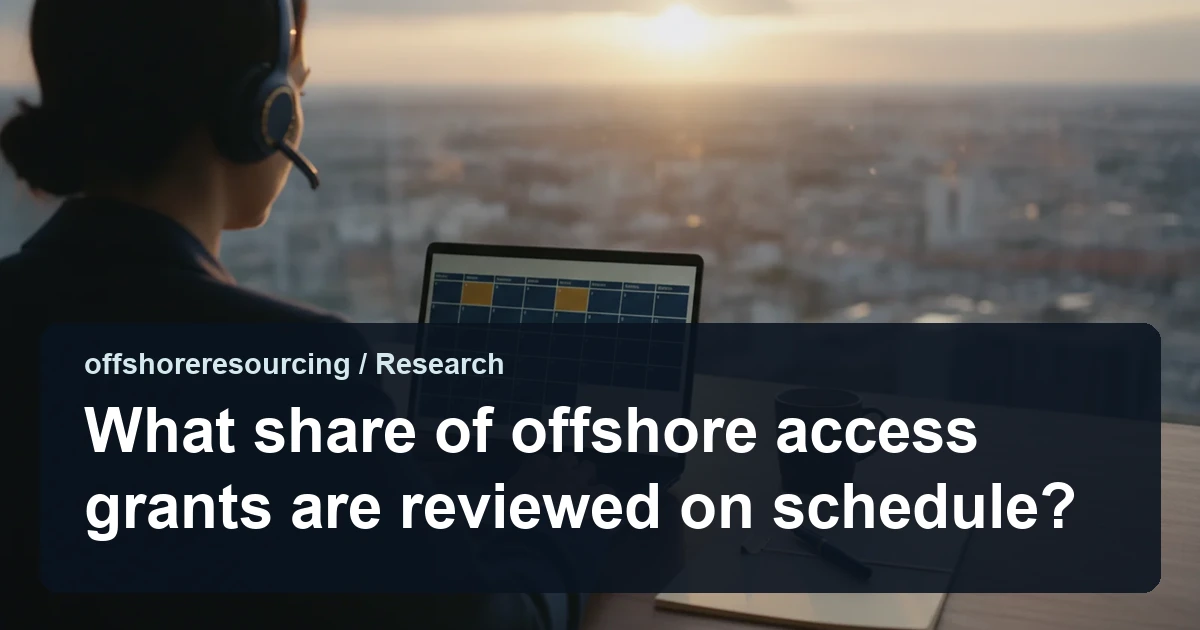 offshoreresourcing / Research
What share of offshore access
grants are reviewed on schedule?